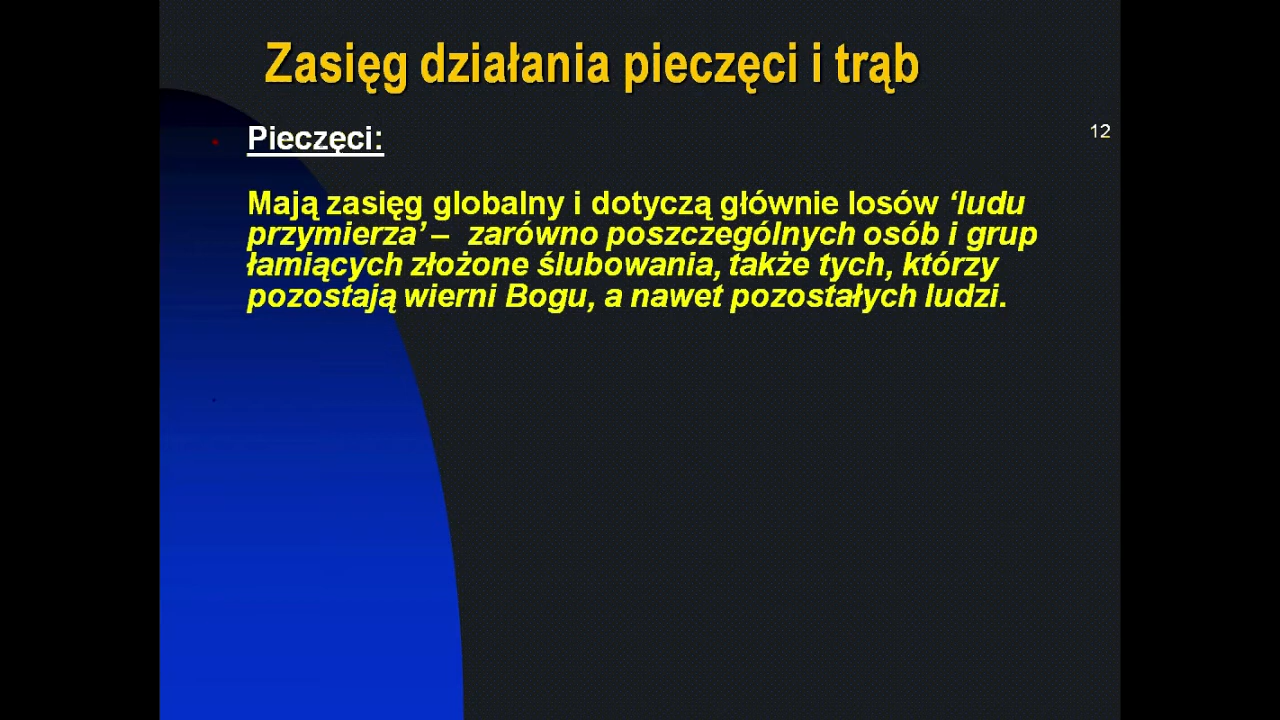 Zasięg działania pieczęci i trąb
12
Pieczęci:
Mają zasięg globalny i dotyczą głównie losów ‘ludu
przymierza’ – zarówno poszczególnych osób i grup
łamiących złożone ślubowania, także tych, którzy
pozostają wierni Bogu, a nawet pozostałych ludzi.